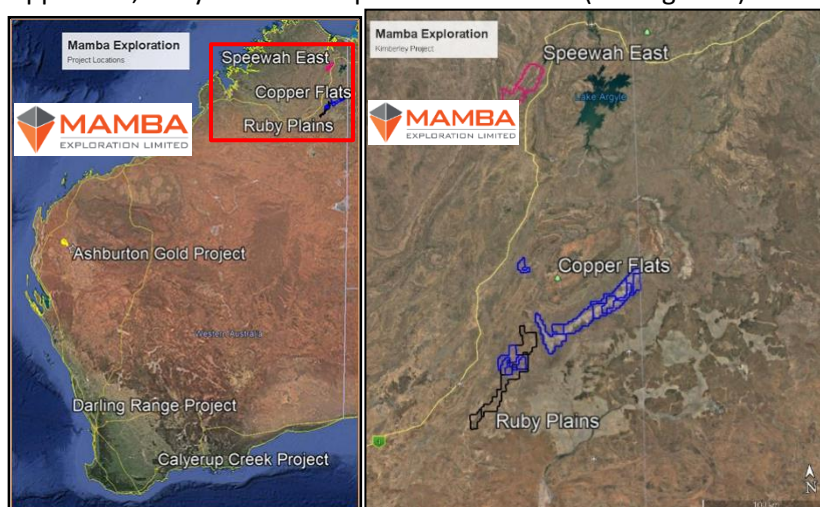 Mamba Exploration
Project Locations
Speewah East
Copper Flats
Ruby Plains
MAMBA
EXPLORATION LIMITED
Ashburton Gold Project
Western Australia
Darling Range Project
Calyerup Creek Project
Mamba Exploration
Kimberley Project
Speewah East
Lake Argyle
MAMBA
EXPLORATION LIMITED
Copper Flats
Ruby Plains
N